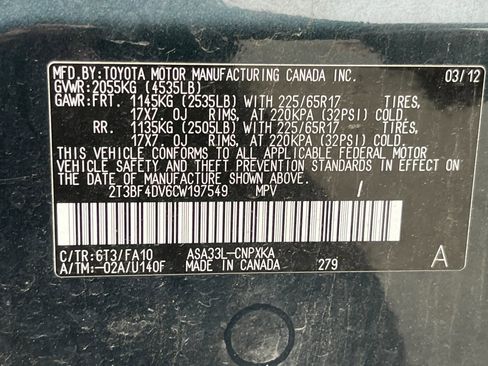 MFD.BY:TOYOTA MOTOR MANUFACTURING CANADA INC. 03/12
GVWR:2055KG (4535LB)
GAWR:FRT. 1145KG (2535LB) WITH 225/65R17 TIRES,
17X7. 0J RIMS, AT 220KPA (32PSI) COLD.
RR. 1135KG (2505LB) WITH 225/65R17 TIRES,
17X7. 0J RIMS, AT 220KPA (32PSI) COLD.
THIS VEHICLE CONFORMS TO ALL APPLICABLE FEDERAL MOTOR
VEHICLE SAFETY AND THEFT PREVENTION STANDARDS IN EFFECT
ON THE DATE OF MANUFACTURE SHOWN ABOVE.
2T3BF4DV6CW197549 MPV /
C/TR:6T3/FA10 ASA33L-CNPXKA
A/TM:-02A/U140F MADE IN CANADA 279 A